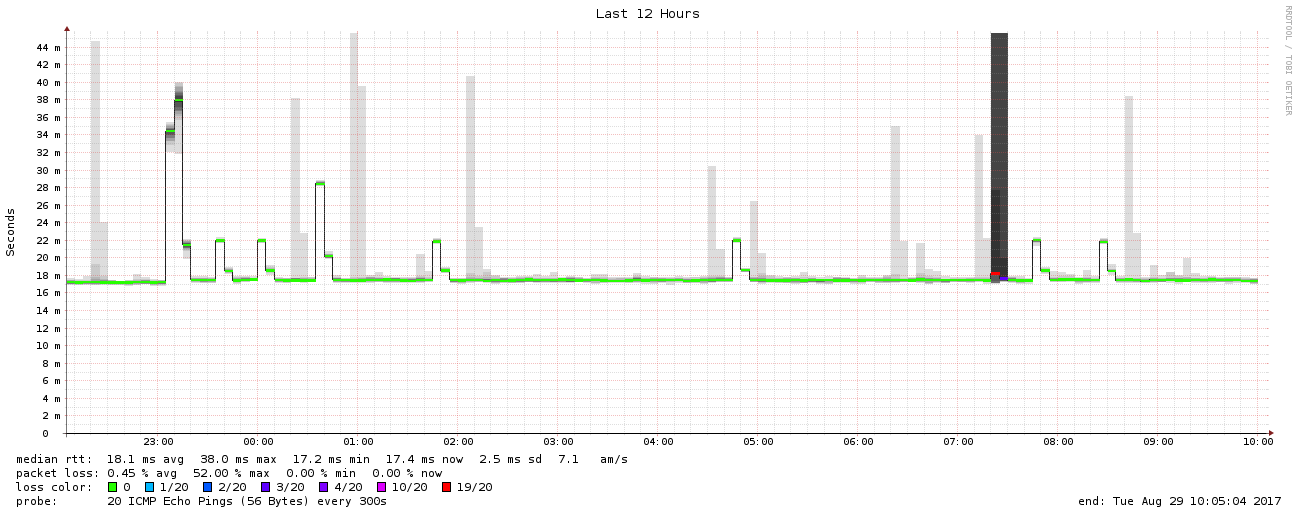 Last 12 Hours
RRDTOOL / TOBI OETIKER
Seconds
44 m
42 m
40 m
38 m
36 m
34 m
32 m
30 m
28 m
26 m
24 m
22 m
20 m
18 m
16 m
14 m
12 m
10 m
8 m
6 m
4 m
2 m
0
23:00 00:00 01:00 02:00 03:00 04:00 05:00 06:00 07:00 08:00 09:00 10:00
median rtt: 18.1 ms avg 38.0 ms max 17.2 ms min 17.4 ms now 2.5 ms sd 7.1 am/s
packet loss: 0.45 % avg 52.00 % max 0.00 % min 0.00 % now
loss color: 0 1/20 2/20 3/20 4/20 10/20 19/20
probe: 20 ICMP Echo Pings (56 Bytes) every 300s end: Tue Aug 29 10:05:04 2017